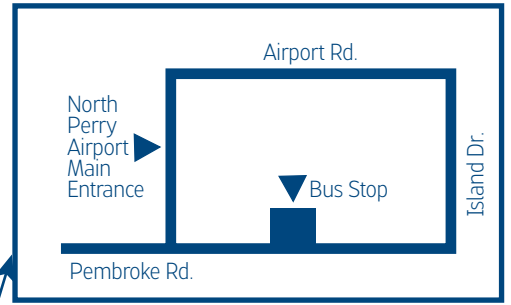 Airport Rd.
North
Perry
Airport
Main
Entrance
Bus Stop
Island Dr.
Pembroke Rd.